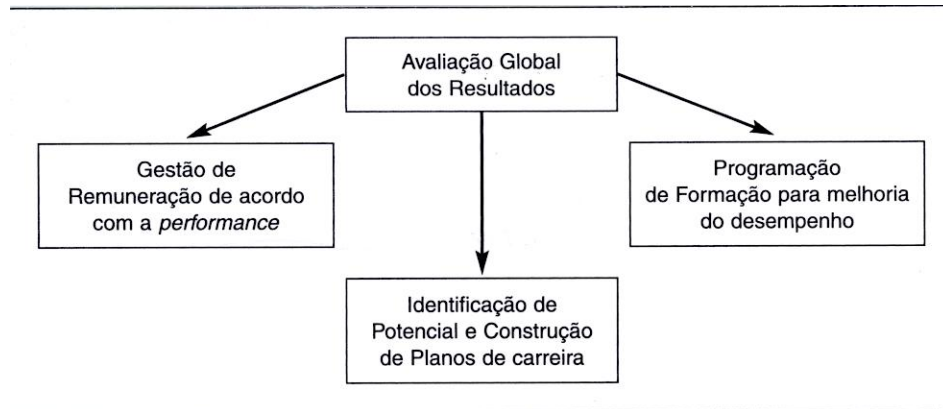 Avaliação Global
dos Resultados
Gestão de
Remuneração de acordo
com a performance
Programação
de Formação para melhoria
do desempenho
Identificação de
Potencial e Construção
de Planos de carreira